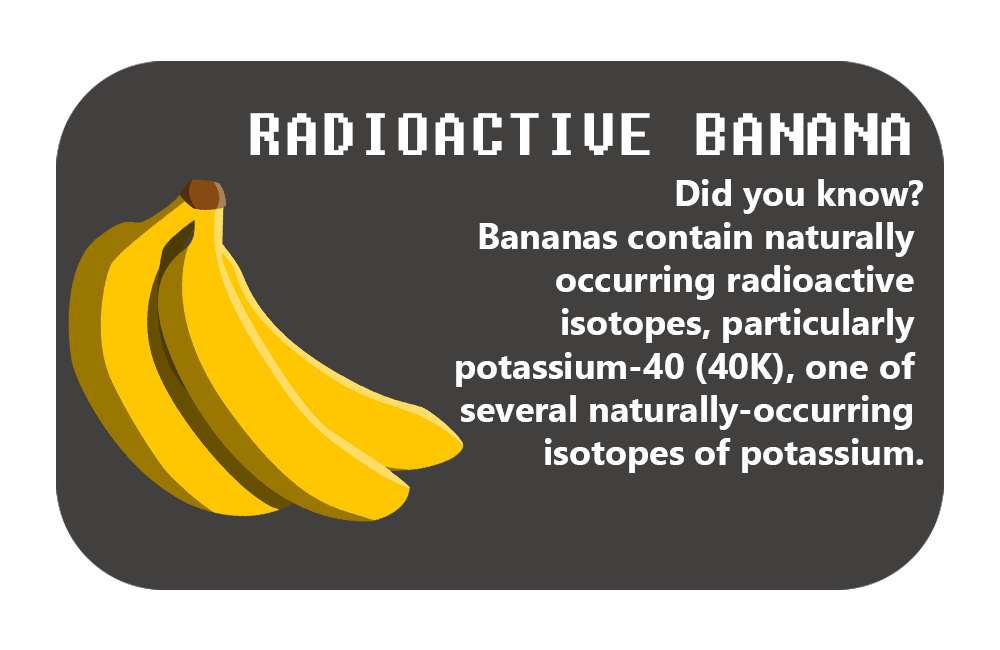 RADIOACTIVE BANANA
Did you know?
Bananas contain naturally
occurring radioactive
isotopes, particularly
potassium-40 (40K), one of
several naturally-occurring
isotopes of potassium.